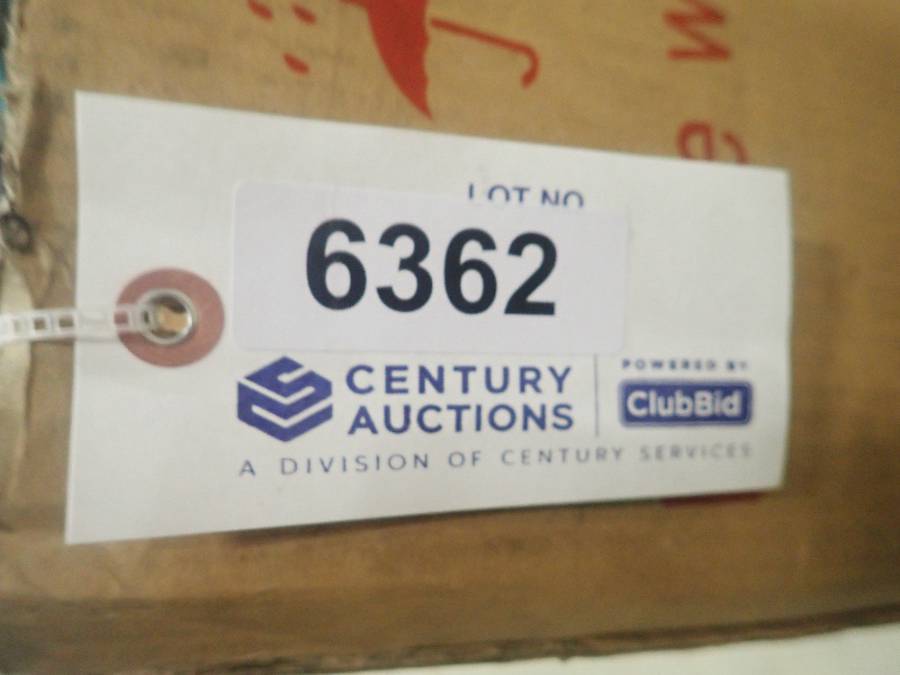 LOT NO
6362
CENTURY
AUCTIONS
POWERED BY
ClubBid
A DIVISION OF CENTURY SERVICES